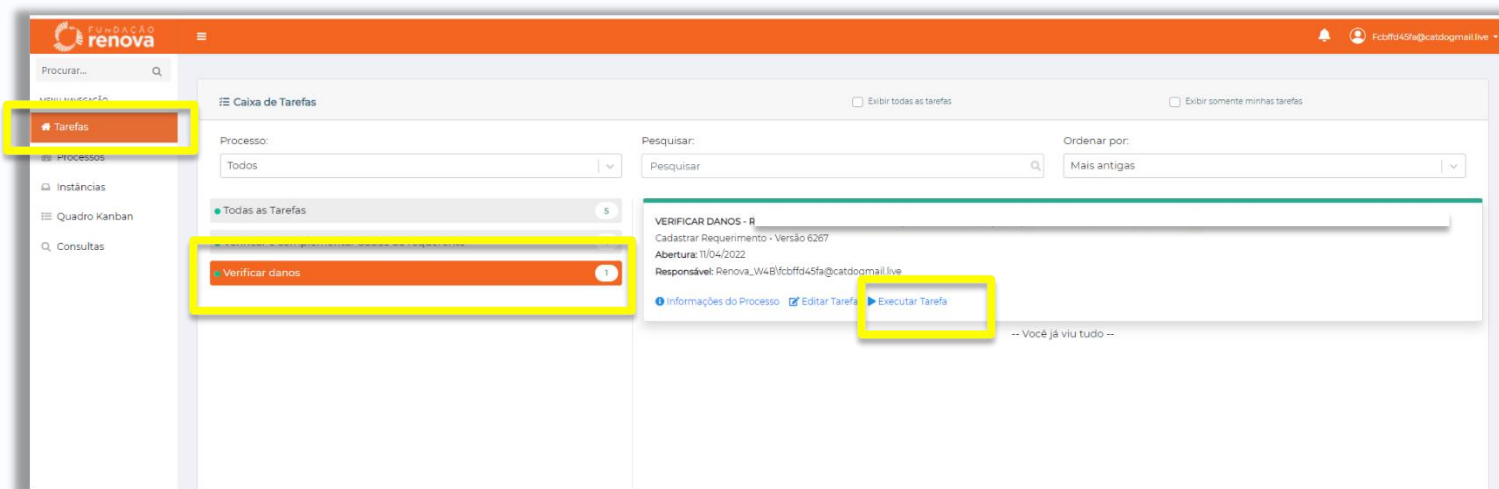 FUNDAÇÃO
renova
Fcbffd45fa@catdogmail.live
Procurar...
MENU NAVEGAÇÃO
Tarefas
Processos
Instâncias
Quadro Kanban
Consultas
Caixa de Tarefas
Exibir todas as tarefas
Exibir somente minhas tarefas
Processo:
Todos
Pesquisar:
Pesquisar
Ordenar por:
Mais antigas
Todas as Tarefas 5
Verificar danos 1
VERIFICAR DANOS - R
Cadastrar Requerimento - Versão 6267
Abertura: 11/04/2022
Responsável: Renova_W4B\fcbffd45fa@catdogmail.live
Informações do Processo Editar Tarefa Executar Tarefa
-- Você já viu tudo --